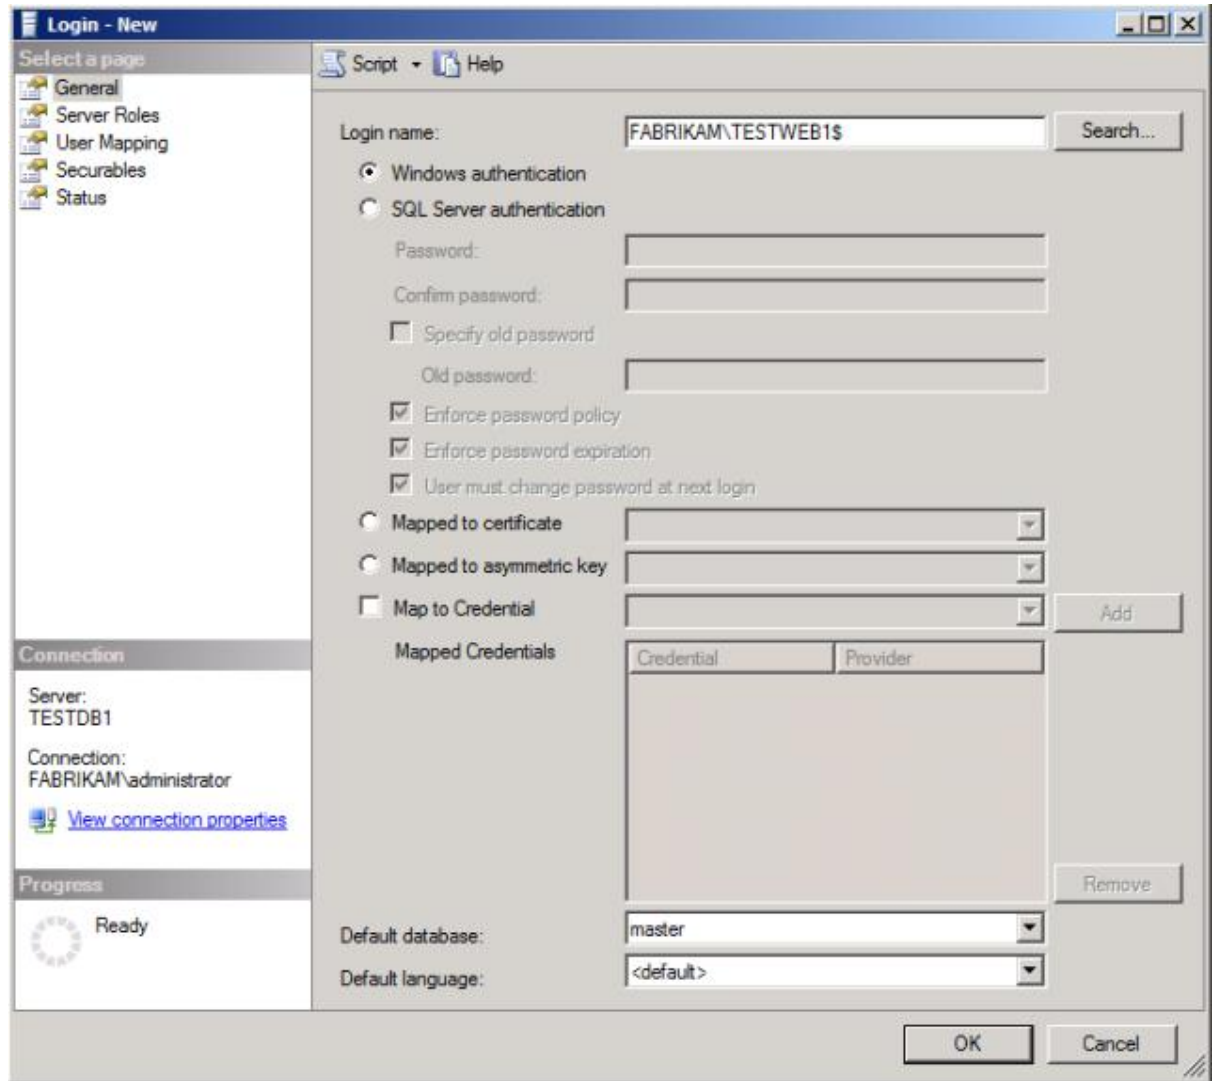 Login - New
Select a page
General
Server Roles
User Mapping
Securables
Status
Connection
Server:
TESTDB1
Connection:
FABRIKAM\administrator
View connection properties
Progress
Ready
Script Help
Login name: FABRIKAM\TESTWEB1$ Search...
Windows authentication
SQL Server authentication
Password:
Confirm password:
Specify old password
Old password:
Enforce password policy
Enforce password expiration
User must change password at next login
Mapped to certificate
Mapped to asymmetric key
Map to Credential Add
Mapped Credentials Credential Provider
Remove
Default database: master
Default language: <default>
OK Cancel